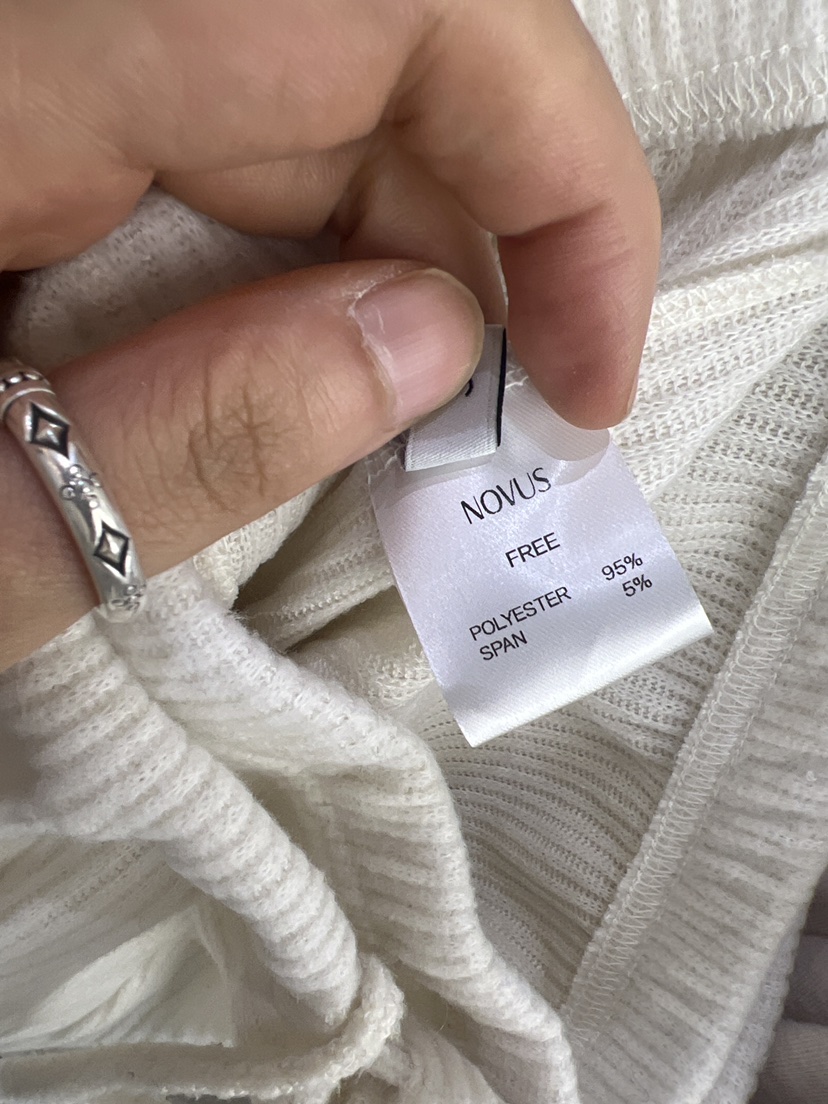 NOVUS
FREE
POLYESTER 95%
SPAN 5%